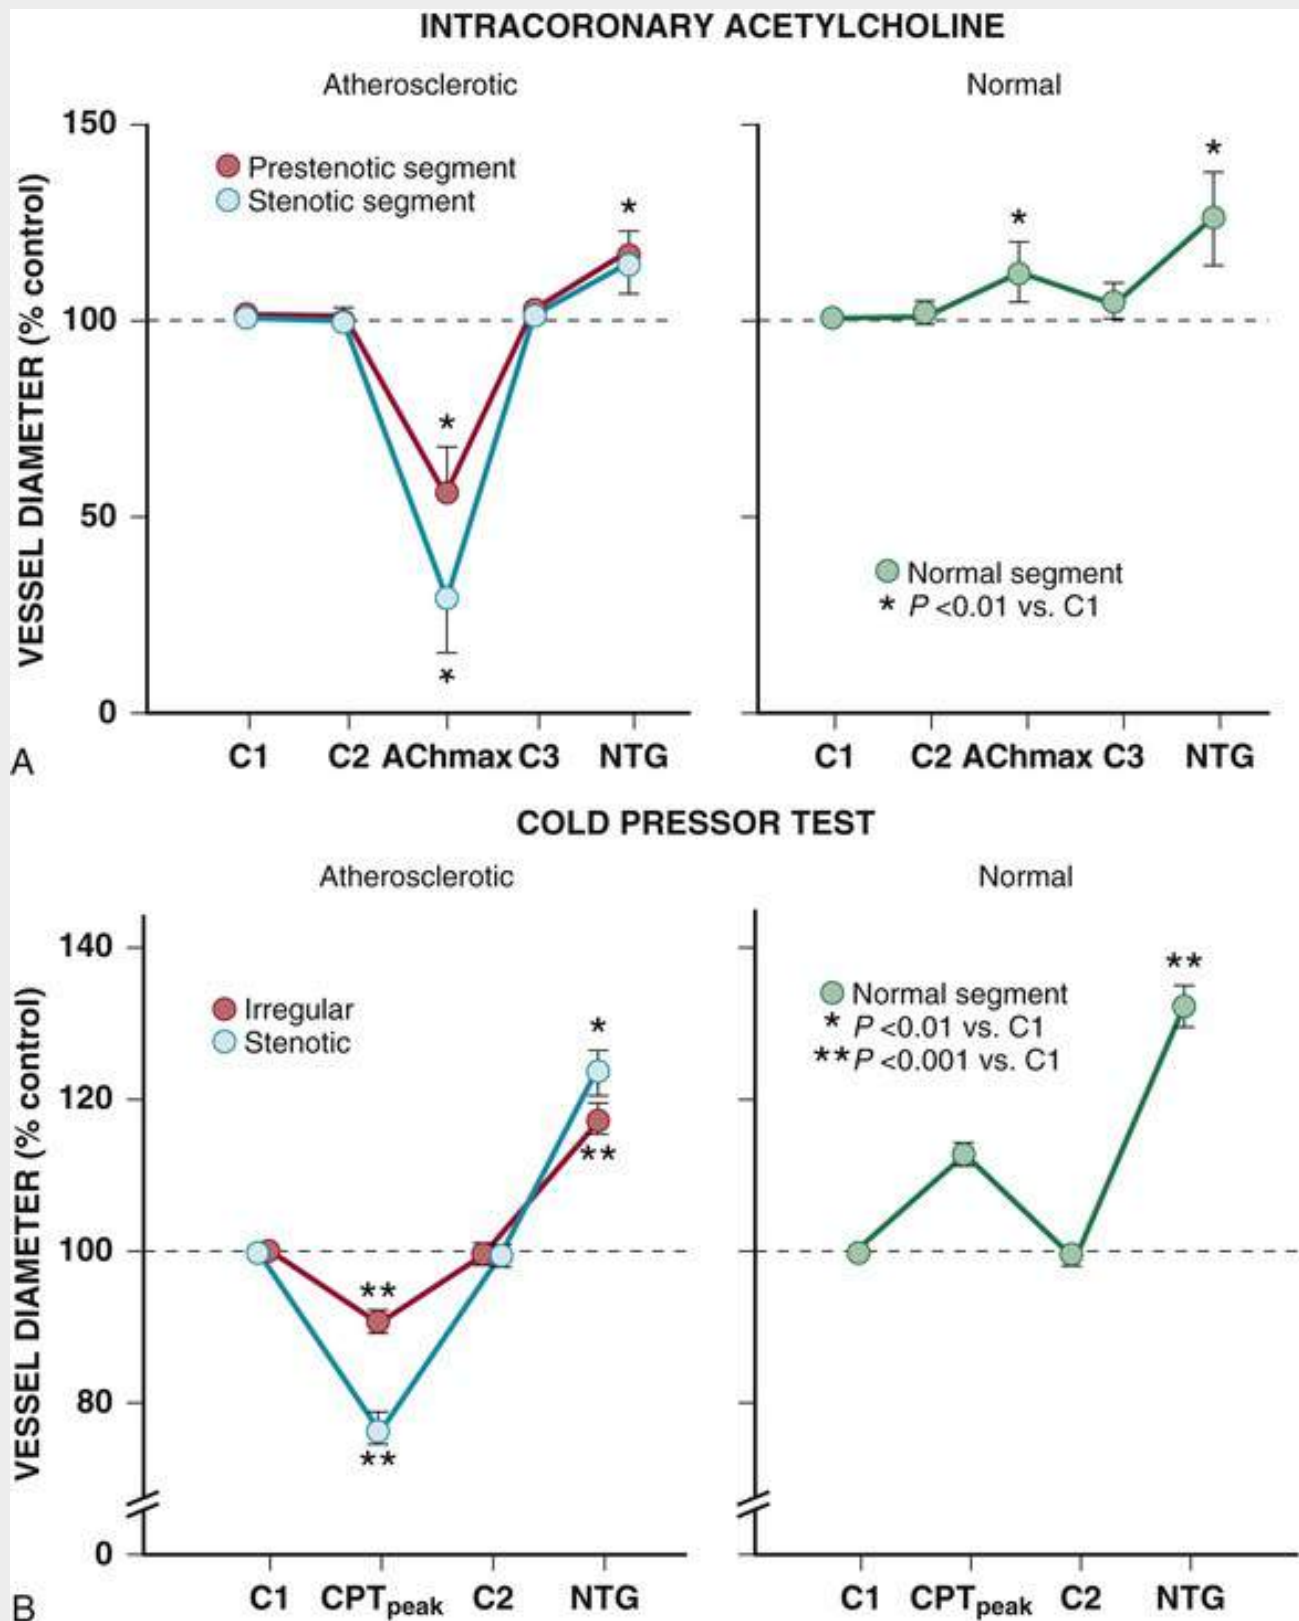 INTRACORONARY ACETYLCHOLINE
Atherosclerotic
Normal
VESSEL DIAMETER (% control)
150
100
50
0
Prestenotic segment
Stenotic segment
*
*
*
C1 C2 AChmax C3 NTG
*
*
Normal segment
* P <0.01 vs. C1
C1 C2 AChmax C3 NTG
A
COLD PRESSOR TEST
Atherosclerotic
Normal
VESSEL DIAMETER (% control)
140
120
100
80
0
Irregular
Stenotic
*
**
**
**
C1 CPTpeak C2 NTG
**
Normal segment
* P <0.01 vs. C1
** P <0.001 vs. C1
C1 CPTpeak C2 NTG
B